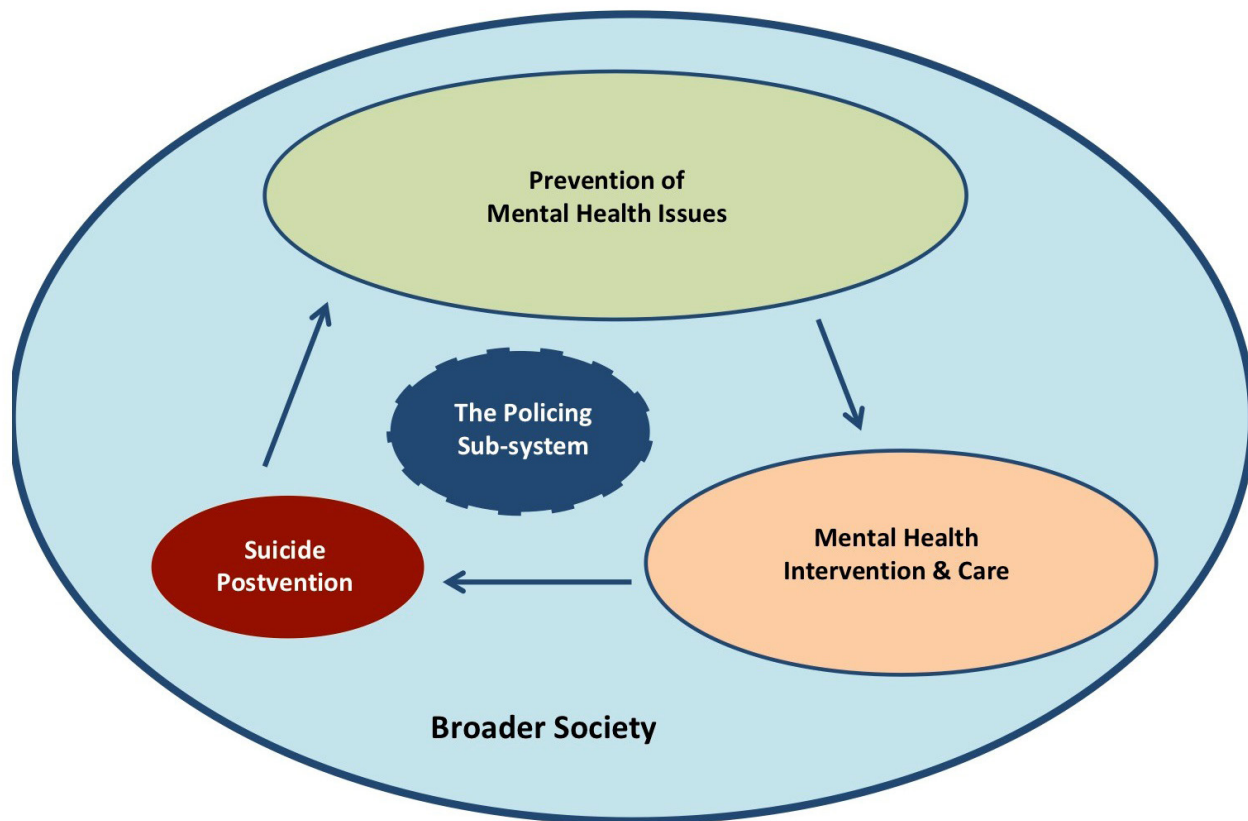 Prevention of
Mental Health Issues
The Policing
Sub-system
Suicide
Postvention
Mental Health
Intervention & Care
Broader Society